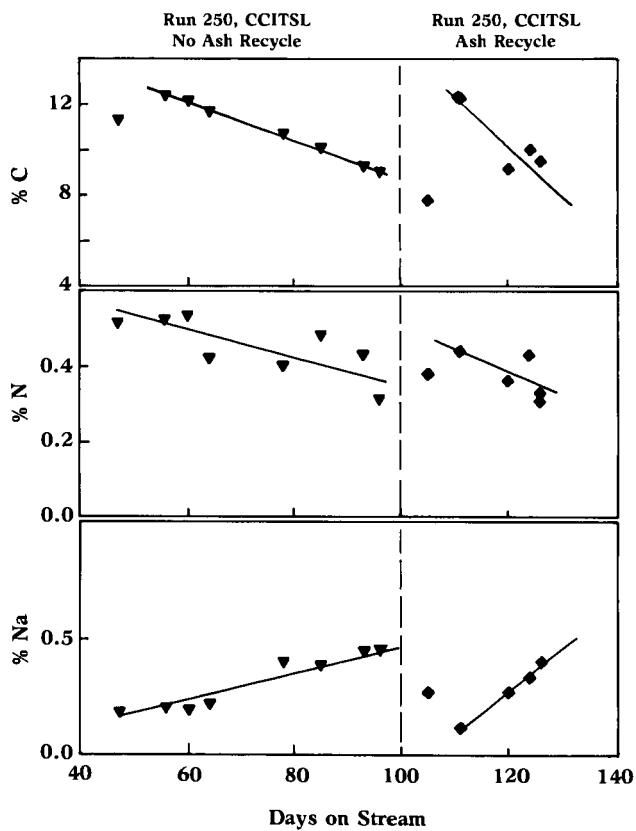 Run 250, CCITSL
No Ash Recycle
Run 250, CCITSL
Ash Recycle
% C
12
8
4
% N
0.4
0.2
0.0
% Na
0.5
0.0
40
60
80
100
120
140
Days on Stream